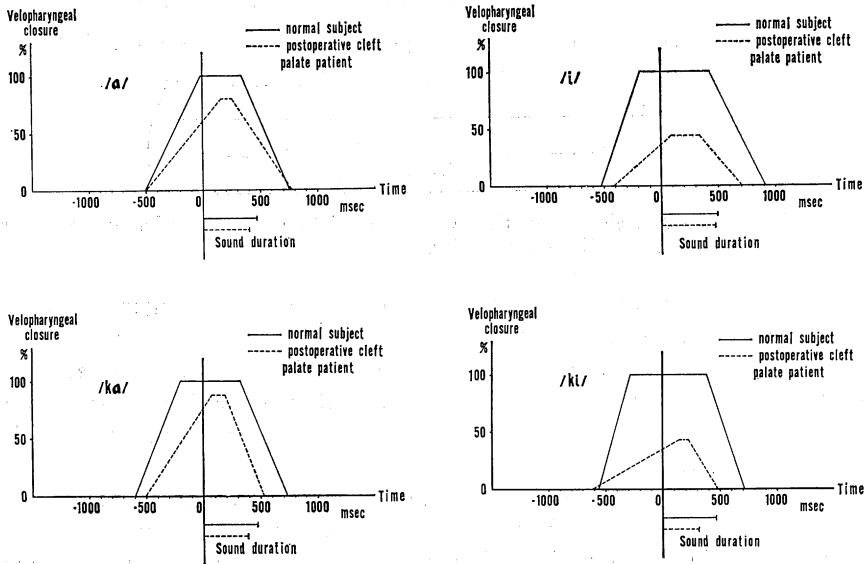 Velopharyngeal
closure
%
normal subject
postoperative cleft
palate patient
/a/
100
50
0
-1000
-500
0
500
1000
Time
msec
Sound duration
Velopharyngeal
closure
%
normal subject
postoperative cleft
palate patient
/i/
100
50
0
-1000
-500
0
500
1000
Time
msec
Sound duration
Velopharyngeal
closure
%
normal subject
postoperative cleft
palate patient
/ka/
100
50
0
-1000
-500
0
500
1000
Time
msec
Sound duration
Velopharyngeal
closure
%
normal subject
postoperative cleft
palate patient
/ki/
100
50
0
-1000
-500
0
500
1000
Time
msec
Sound duration